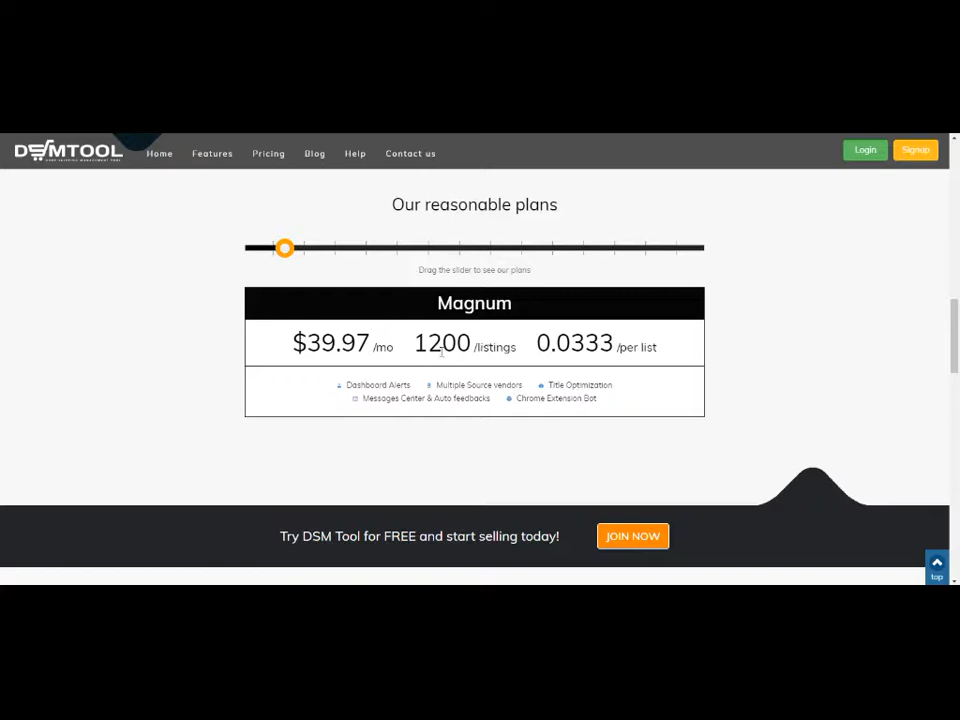 DSMTOOL Home Features Pricing Blog Help Contact us Login Signup
Our reasonable plans
Drag the slider to see our plans
Magnum
$39.97 /mo 1200 /listings 0.0333 /per list
Dashboard Alerts Multiple Source vendors Title Optimization
Messages Center & Auto feedbacks Chrome Extension Bot
Try DSM Tool for FREE and start selling today! JOIN NOW
top